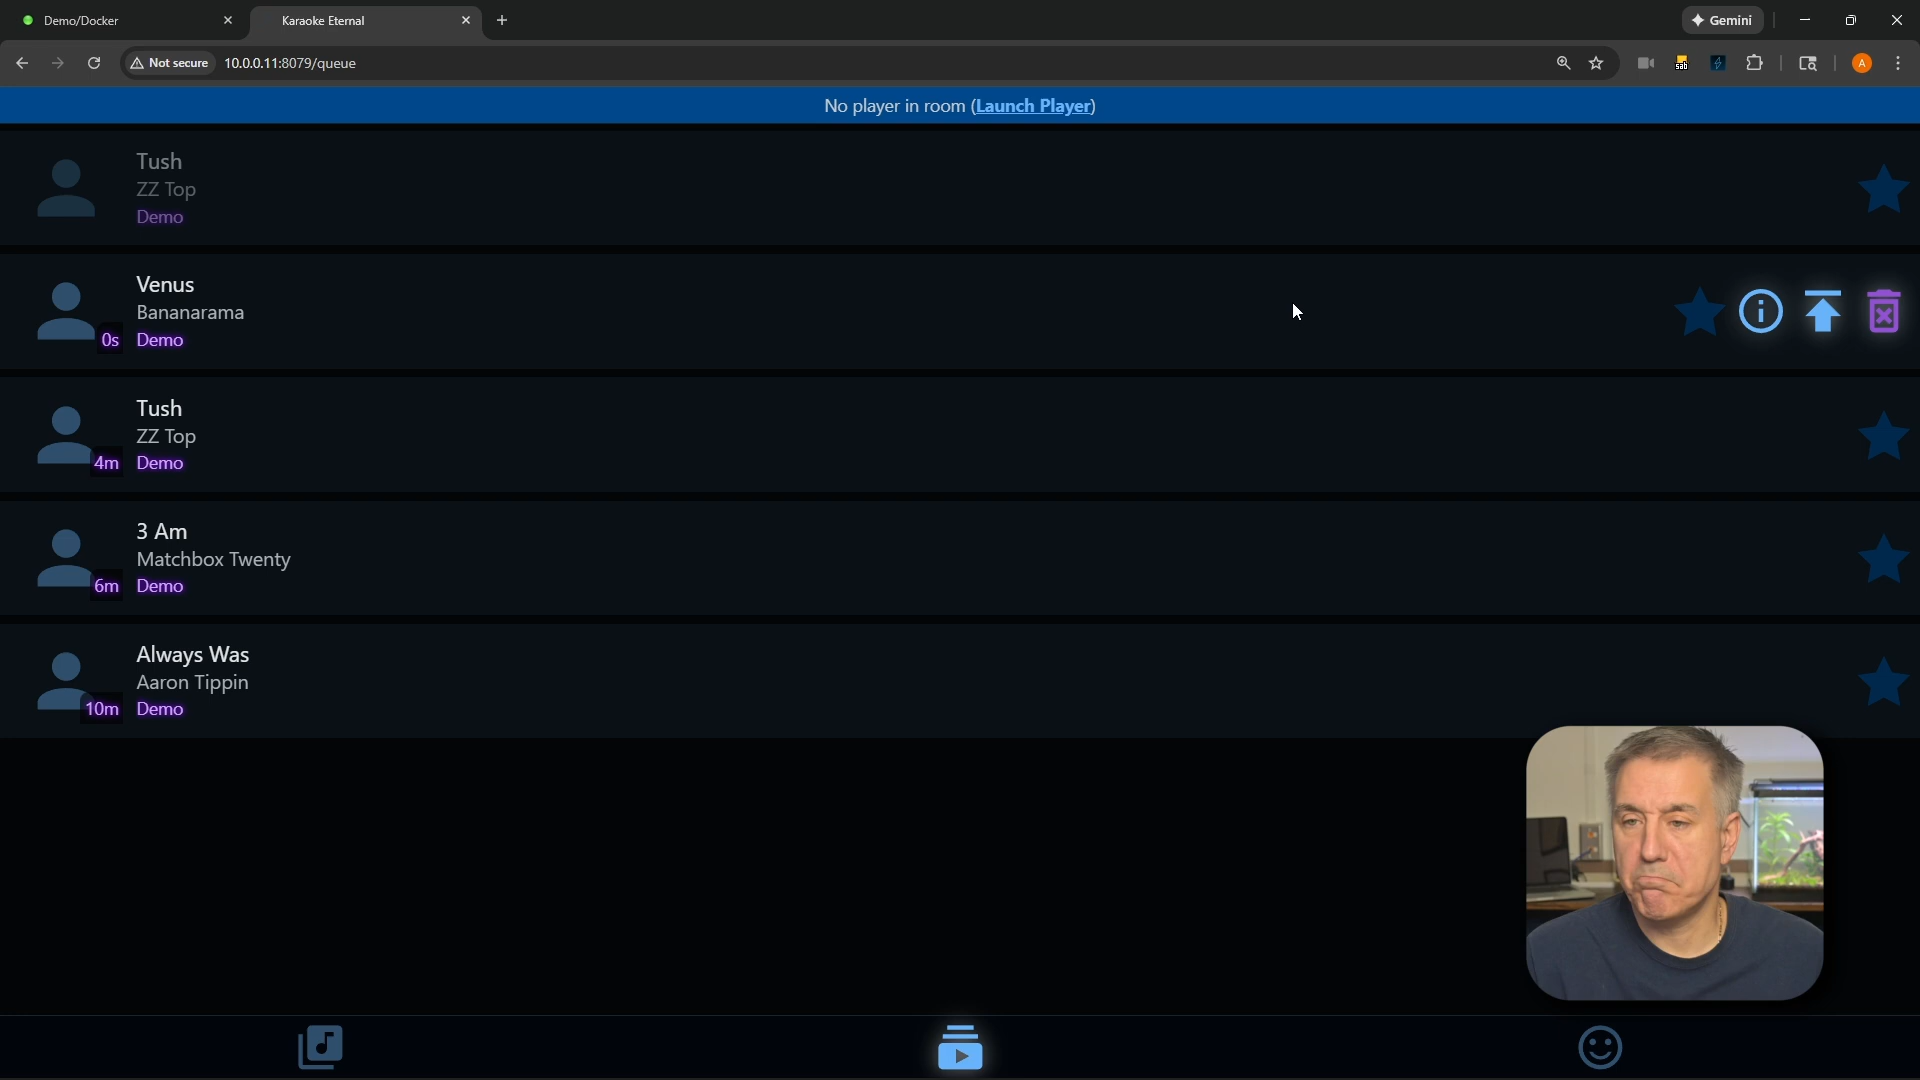 Demo/Docker
Karaoke Eternal
Gemini
Not secure
10.0.0.11:8079/queue
sab
A
No player in room (Launch Player)
Tush
ZZ Top
Demo
Venus
Bananarama
0s Demo
Tush
ZZ Top
4m Demo
3 Am
Matchbox Twenty
6m Demo
Always Was
Aaron Tippin
10m Demo